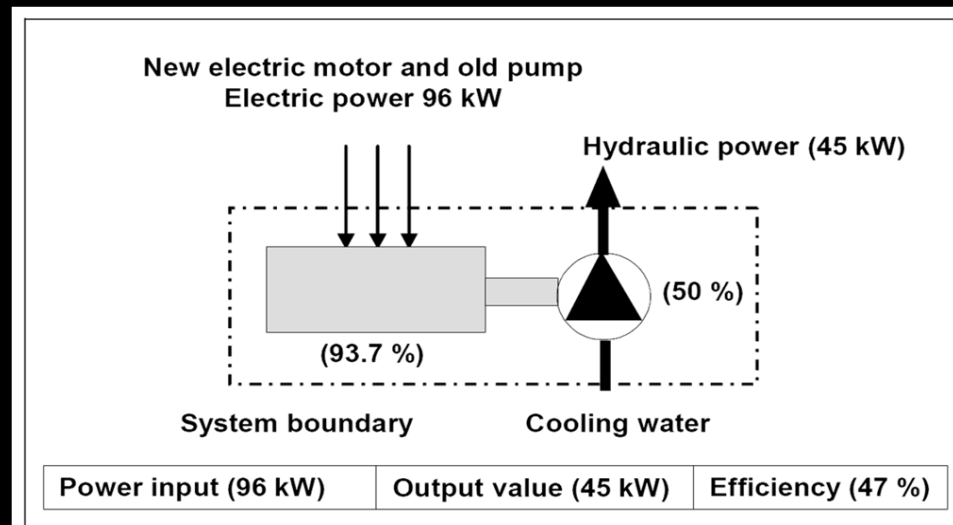 New electric motor and old pump
Electric power 96 kW
Hydraulic power (45 kW)
(50 %)
(93.7 %)
System boundary
Cooling water
Power input (96 kW)
Output value (45 kW)
Efficiency (47 %)